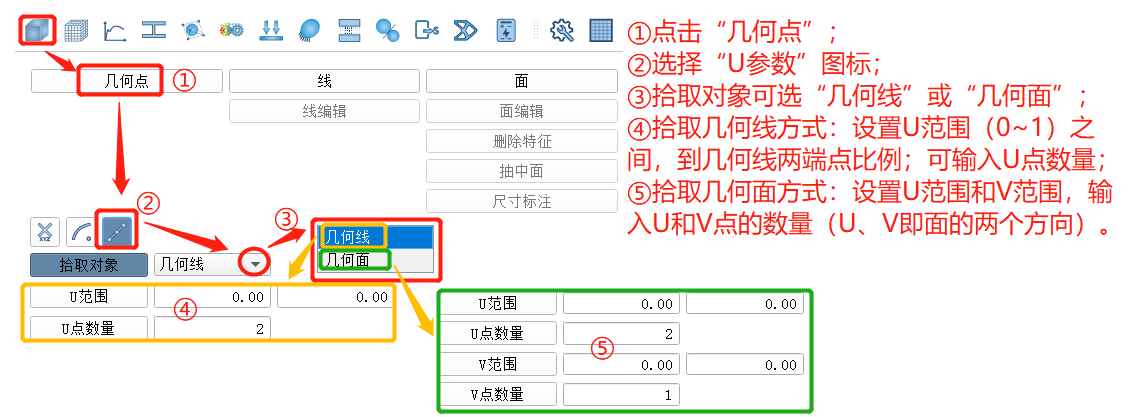 ①点击“几何点”；
②选择“U参数”图标；
③拾取对象可选“几何线”或“几何面”；
④拾取几何线方式：设置U范围（0~1）之
间，到几何线两端点比例；可输入U点数量；
⑤拾取几何面方式：设置U范围和V范围，输
入U和V点的数量（U、V即面的两个方向）。
几何点 ① 线 面
线编辑 面编辑
删除特征
抽中面
尺寸标注
②
③
XYZ
拾取对象 几何线
几何线
几何面
U范围 0.00 0.00
④
U点数量 2
U范围 0.00 0.00
U点数量 2
⑤
V范围 0.00 0.00
V点数量 1